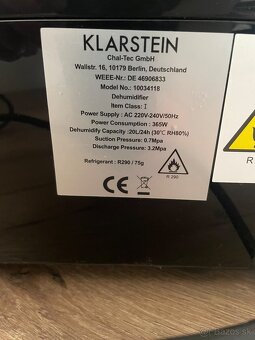 KLARSTEIN
Chal-Tec GmbH
Wallstr. 16, 10179 Berlin, Deutschland
WEEE-Nr.: DE 46906833
Model No.: 10034118
Dehumidifier
Item Class: I
Power Supply : AC 220V-240V/50Hz
Power Consumption : 365W
Dehumidify Capacity :20L/24h (30℃ RH80%)
Suction Pressure: 0.7Mpa
Discharge Pressure: 3.2Mpa
Refrigerant : R290 / 75g
R 290
CE
R